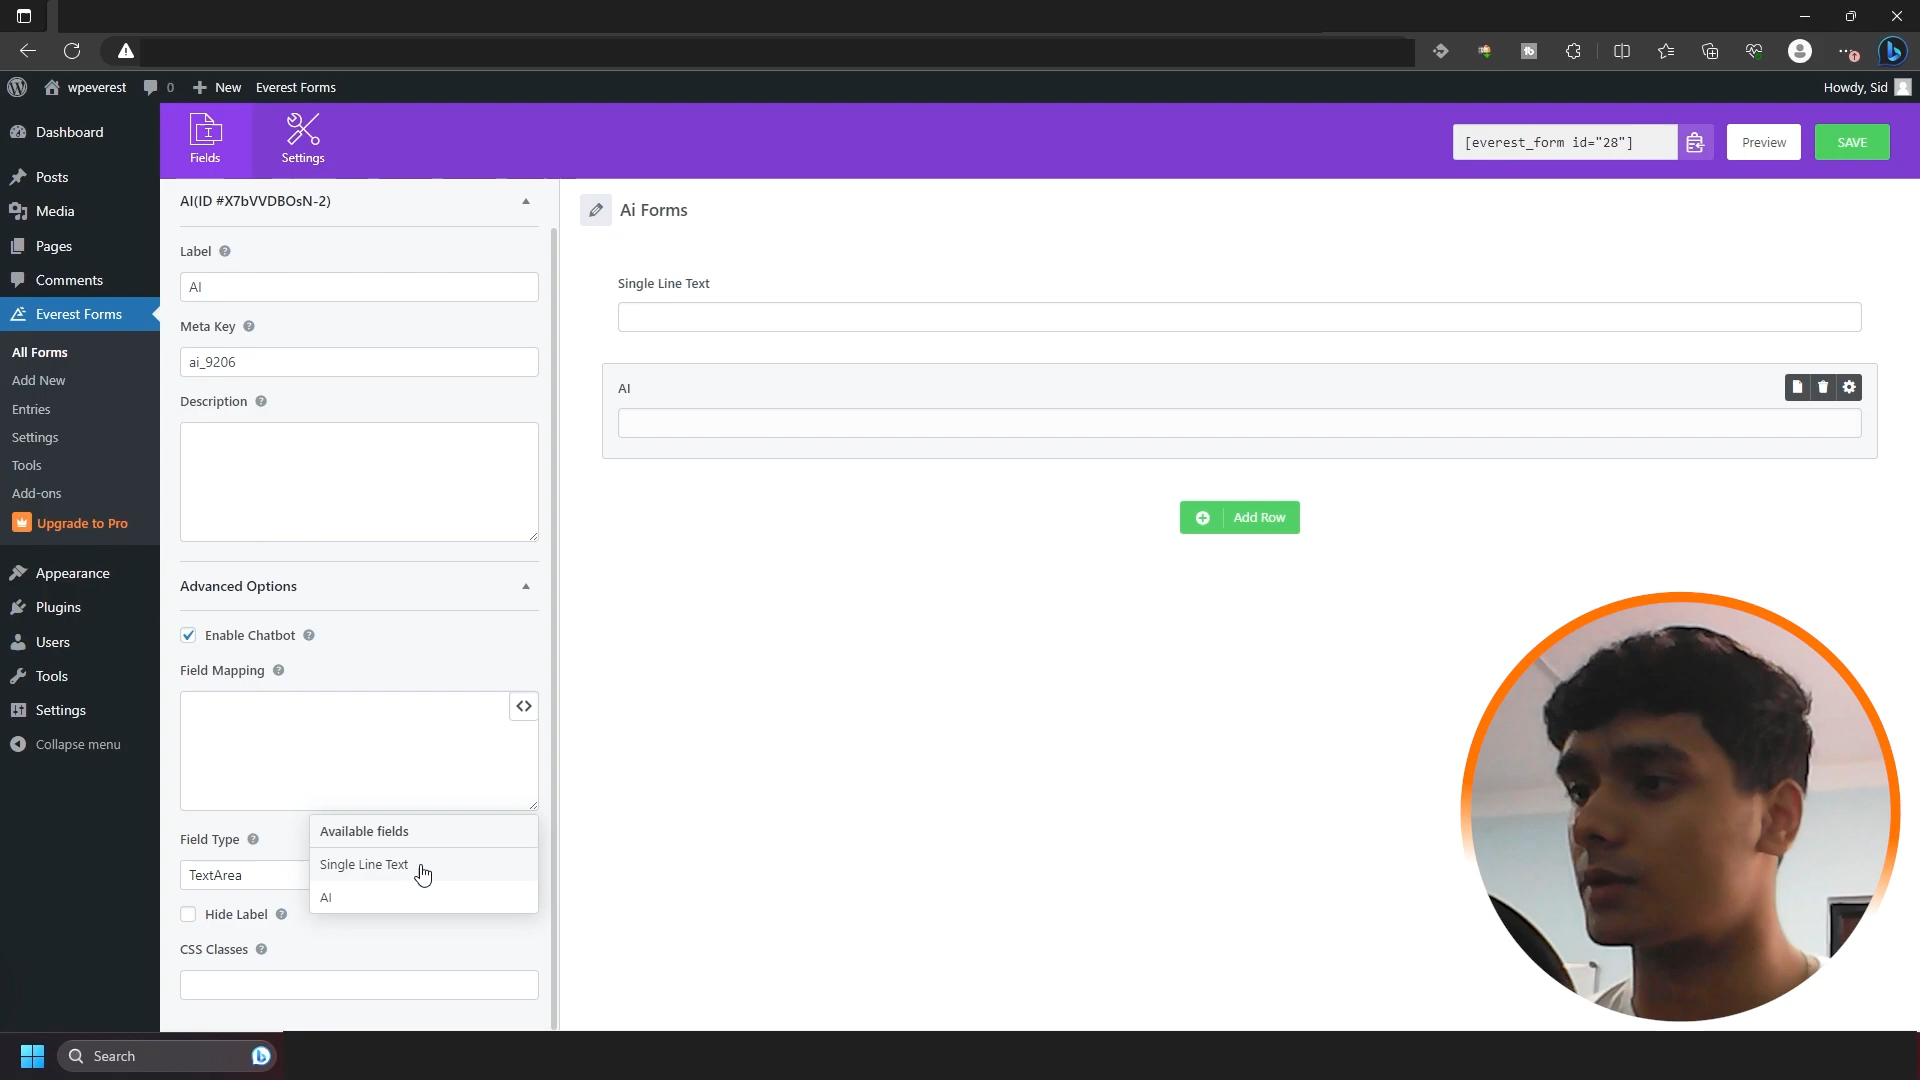 wpeverest
0
New
Everest Forms
Howdy, Sid
Dashboard
Posts
Media
Pages
Comments
Everest Forms
All Forms
Add New
Entries
Settings
Tools
Add-ons
Upgrade to Pro
Appearance
Plugins
Users
Tools
Settings
Collapse menu
Fields
Settings
[everest_form id="28"]
Preview
SAVE
AI(ID #X7bVVDBOsN-2)
Label
AI
Meta Key
ai_9206
Description
Advanced Options
Enable Chatbot
Field Mapping
<>
Field Type
TextArea
Available fields
Single Line Text
AI
Hide Label
CSS Classes
Ai Forms
Single Line Text
AI
Add Row
Search